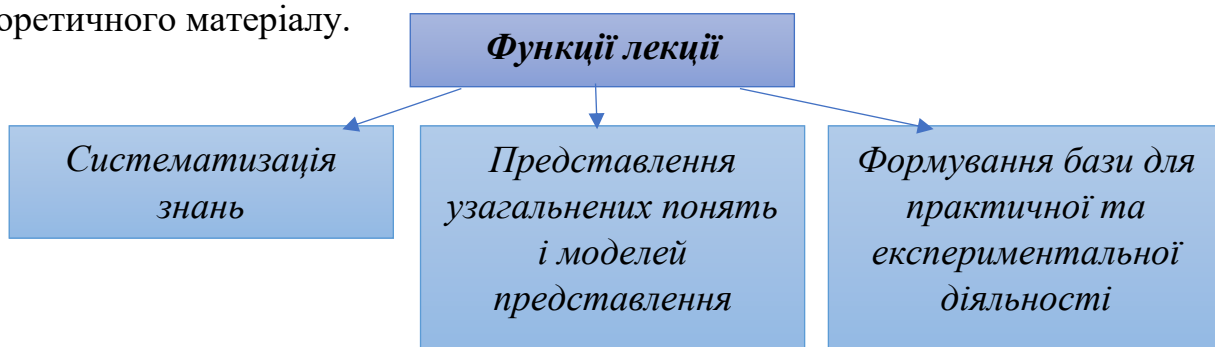 оретичного матеріалу.
Функції лекції
Систематизація
знань
Представлення
узагальнених понять
і моделей
представлення
Формування бази для
практичної та
експериментальної
діяльності